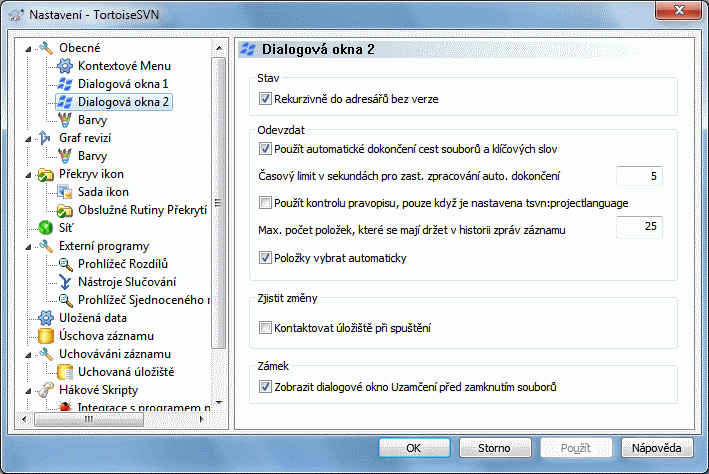 Nastavení - TortoiseSVN
Obecné
Kontextové Menu
Dialogová okna 1
Dialogová okna 2
Barvy
Graf revizí
Barvy
Překryv ikon
Sada ikon
Obslužné Rutiny Překrytí
Síť
Externí programy
Prohlížeč Rozdílů
Nástroje Slučování
Prohlížeč Sjednoceného
Uložená data
Úschova záznamu
Uchováváni záznamu
Uchovaná úložiště
Hákové Skripty
Integrace s programem
Dialogová okna 2
Stav
Rekurzivně do adresářů bez verze
Odevzdat
Použít automatické dokončení cest souborů a klíčových slov
Časový limit v sekundách pro zast. zpracování auto. dokončení 5
Použít kontrolu pravopisu, pouze když je nastavena tsvn:projectlanguage
Max. počet položek, které se mají držet v historii zpráv záznamu 25
Položky vybrat automaticky
Zjistit změny
Kontaktovat úložiště při spuštění
Zámek
Zobrazit dialogové okno Uzamčení před zamknutím souborů
OK Storno Použít Nápověda